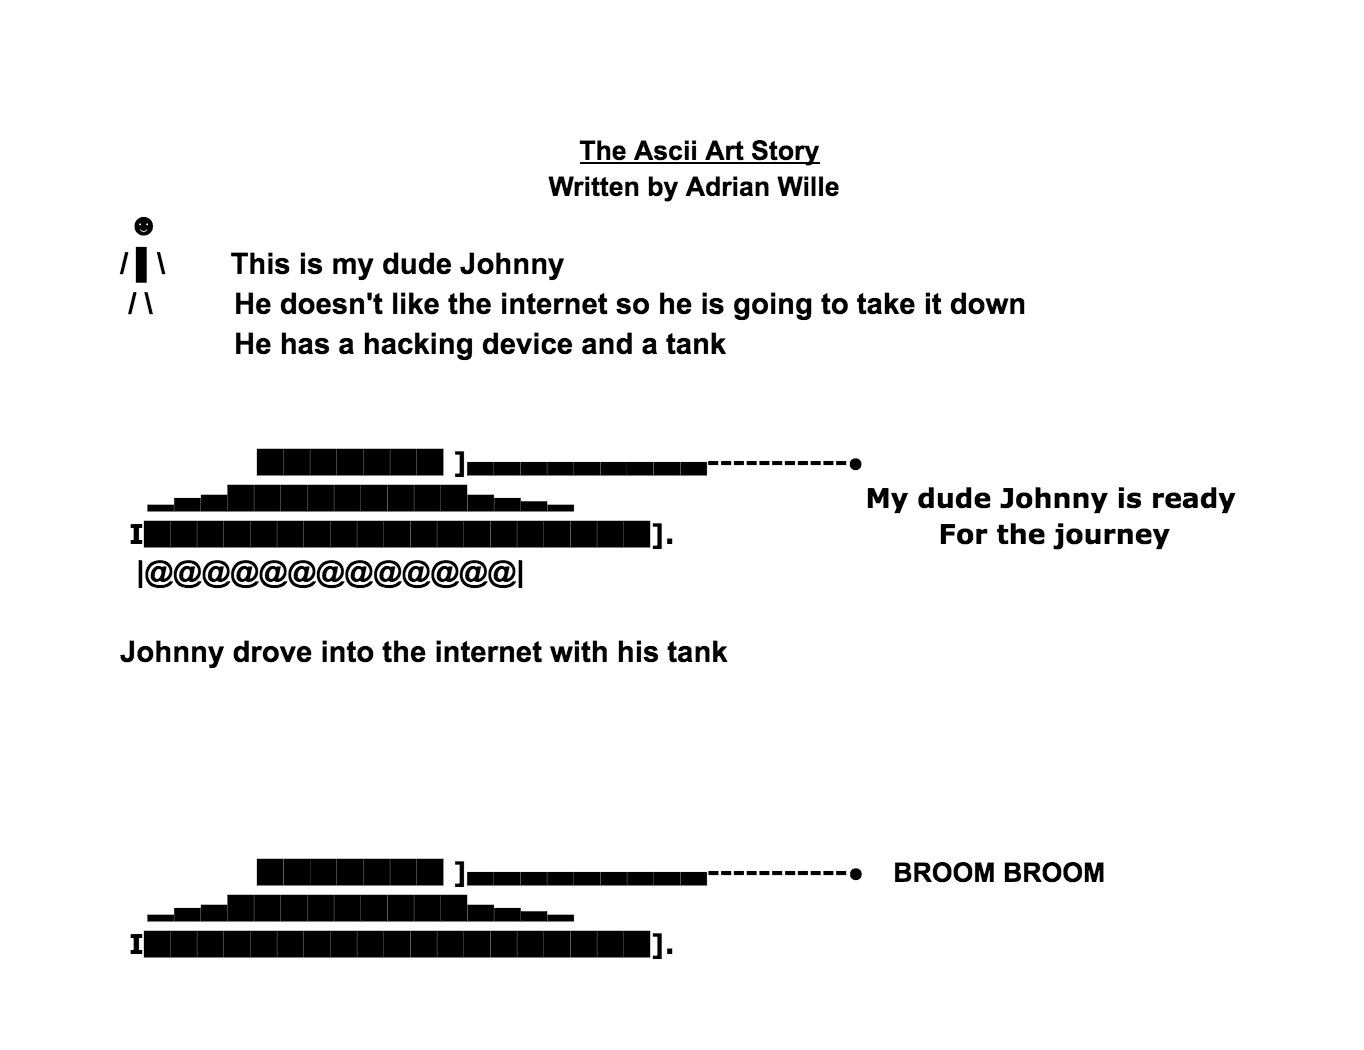 The Ascii Art Story
Written by Adrian Wille
☻
/ ▌\ This is my dude Johnny
/ \ He doesn't like the internet so he is going to take it down
He has a hacking device and a tank
███████ ]▄▄▄▄▄▄▄▄▄-----------●
▂▄▅█████████▅▄▃▂ My dude Johnny is ready
I███████████████████]. For the journey
|@@@@@@@@@@@@@|
Johnny drove into the internet with his tank
███████ ]▄▄▄▄▄▄▄▄▄-----------● BROOM BROOM
▂▄▅█████████▅▄▃▂
I███████████████████].